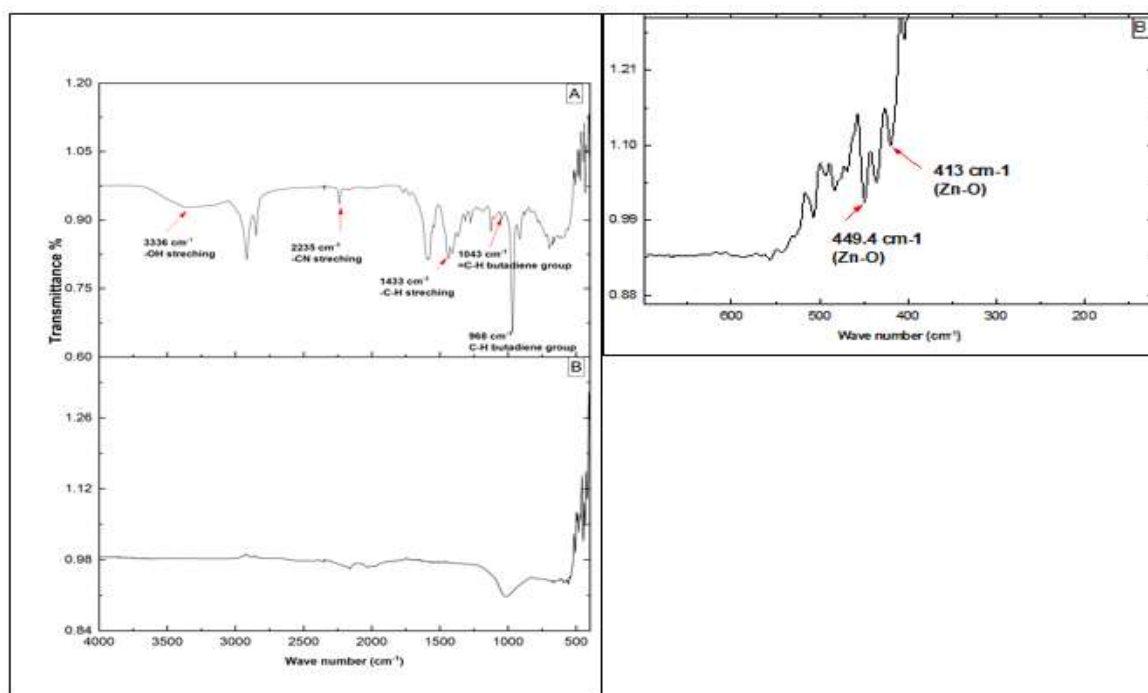 A
1.20
1.05
0.90
0.75
0.60
Transmittance %
3336 cm-1
-OH streching
2235 cm-1
-CN streching
1433 cm-1
-C-H streching
1043 cm-1
=C-H butadiene group
968 cm-1
C-H butadiene group
B
1.26
1.12
0.98
0.84
4000 3500 3000 2500 2000 1500 1000 500
Wave number (cm-1)
B
1.21
1.10
0.99
0.88
413 cm-1
(Zn-O)
449.4 cm-1
(Zn-O)
600 500 400 300 200
Wave number (cm-1)